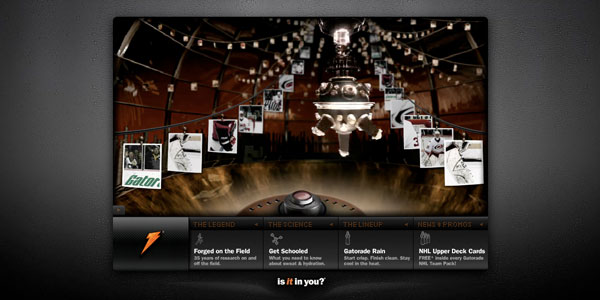 Gator
THE LEGEND
Forged on the Field
35 years of research on and
off the field.
THE SCIENCE
Get Schooled
What you need to know
about sweat & hydration.
THE LINEUP
Gatorade Rain
Start crisp. Finish clean. Stay
cool in the heat.
NEWS & PROMOS
NHL Upper Deck Cards
FREE* inside every Gatorade
NHL Team Pack!
is it in you?